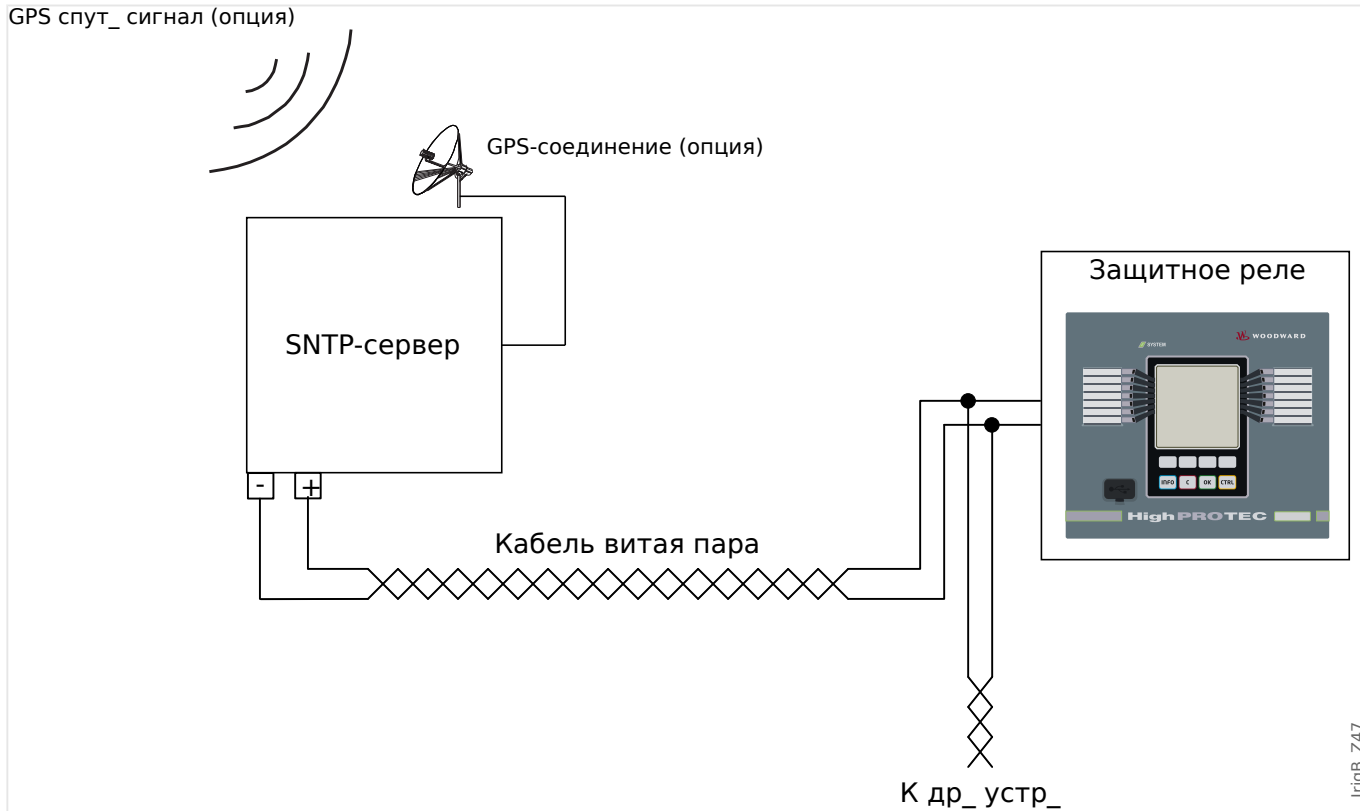 GPS спут_ сигнал (опция)
GPS-соединение (опция)
SNTP-сервер
- +
Кабель витая пара
К др_ устр_
Защитное реле
WOODWARD
SYSTEM
INFO C OK CTRL
HighPROTEC
IrigB_Z47